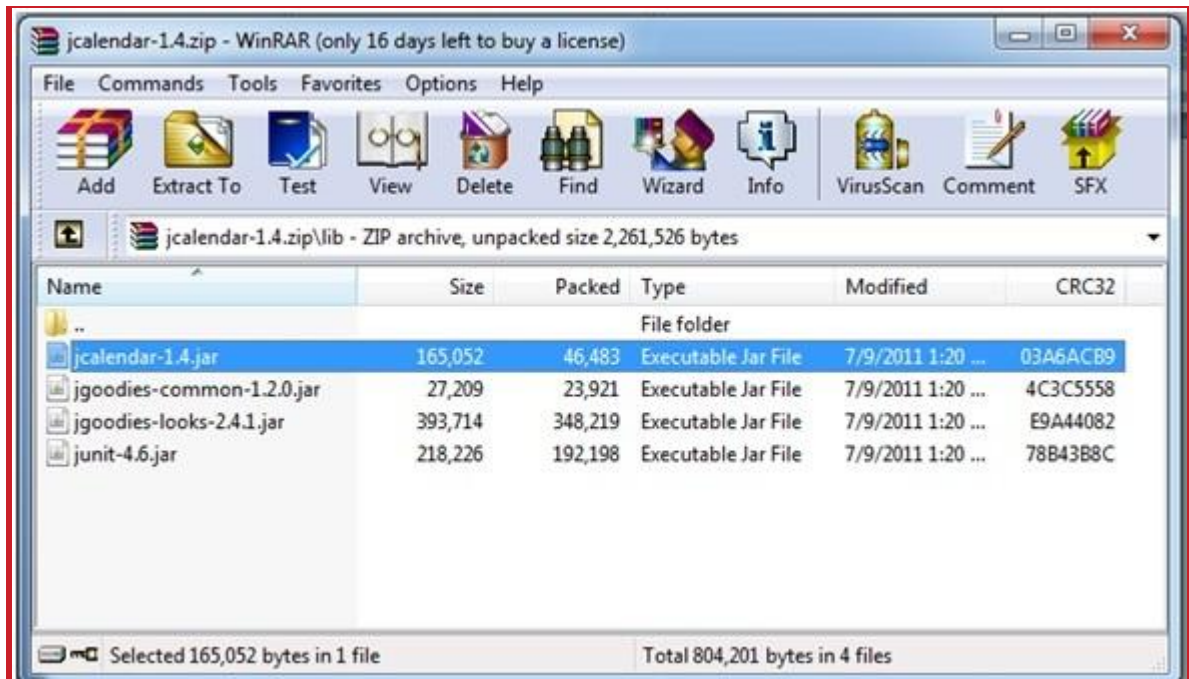 jcalendar-1.4.zip - WinRAR (only 16 days left to buy a license)
File Commands Tools Favorites Options Help
Add Extract To Test View Delete Find Wizard Info VirusScan Comment SFX
jcalendar-1.4.zip\lib - ZIP archive, unpacked size 2,261,526 bytes
Name Size Packed Type Modified CRC32
.. File folder
jcalendar-1.4.jar 165,052 46,483 Executable Jar File 7/9/2011 1:20 ... 03A6ACB9
jgoodies-common-1.2.0.jar 27,209 23,921 Executable Jar File 7/9/2011 1:20 ... 4C3C5558
jgoodies-looks-2.4.1.jar 393,714 348,219 Executable Jar File 7/9/2011 1:20 ... E9A44082
junit-4.6.jar 218,226 192,198 Executable Jar File 7/9/2011 1:20 ... 78B43B8C
Selected 165,052 bytes in 1 file Total 804,201 bytes in 4 files